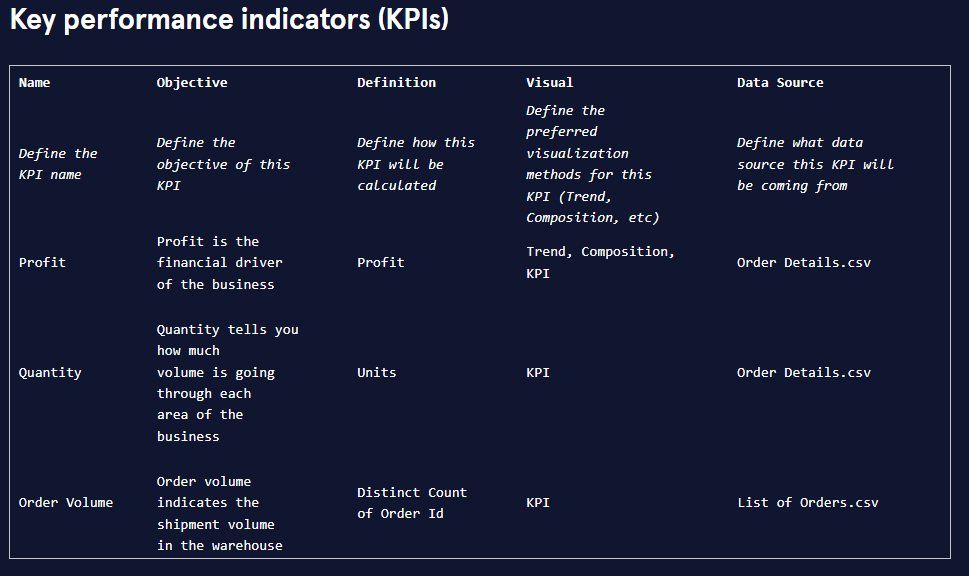 Key performance indicators (KPIs)
Name Objective Definition Visual Data Source
Define the
KPI name
Define the
objective of this
KPI
Define how this
KPI will be
calculated
Define the
preferred
visualization
methods for this
KPI (Trend,
Composition, etc)
Define what data
source this KPI will
be coming from
Profit
Profit is the
financial driver
of the business
Profit
Trend, Composition,
KPI
Order Details.csv
Quantity
Quantity tells you
how much
volume is going
through each
area of the
business
Units
KPI
Order Details.csv
Order Volume
Order volume
indicates the
shipment volume
in the warehouse
Distinct Count
of Order Id
KPI
List of Orders.csv